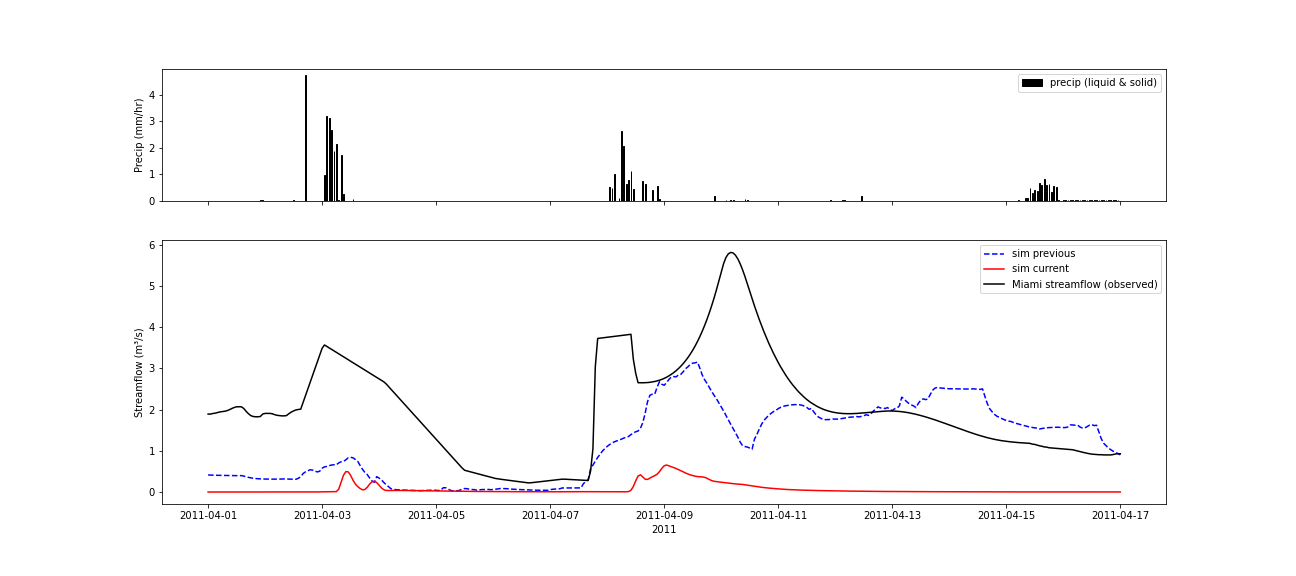 precip (liquid & solid)
Precip (mm/hr)
4
3
2
1
0
sim previous
sim current
Miami streamflow (observed)
Streamflow (m³/s)
6
5
4
3
2
1
0
2011-04-01 2011-04-03 2011-04-05 2011-04-07 2011-04-09 2011-04-11 2011-04-13 2011-04-15 2011-04-17
2011